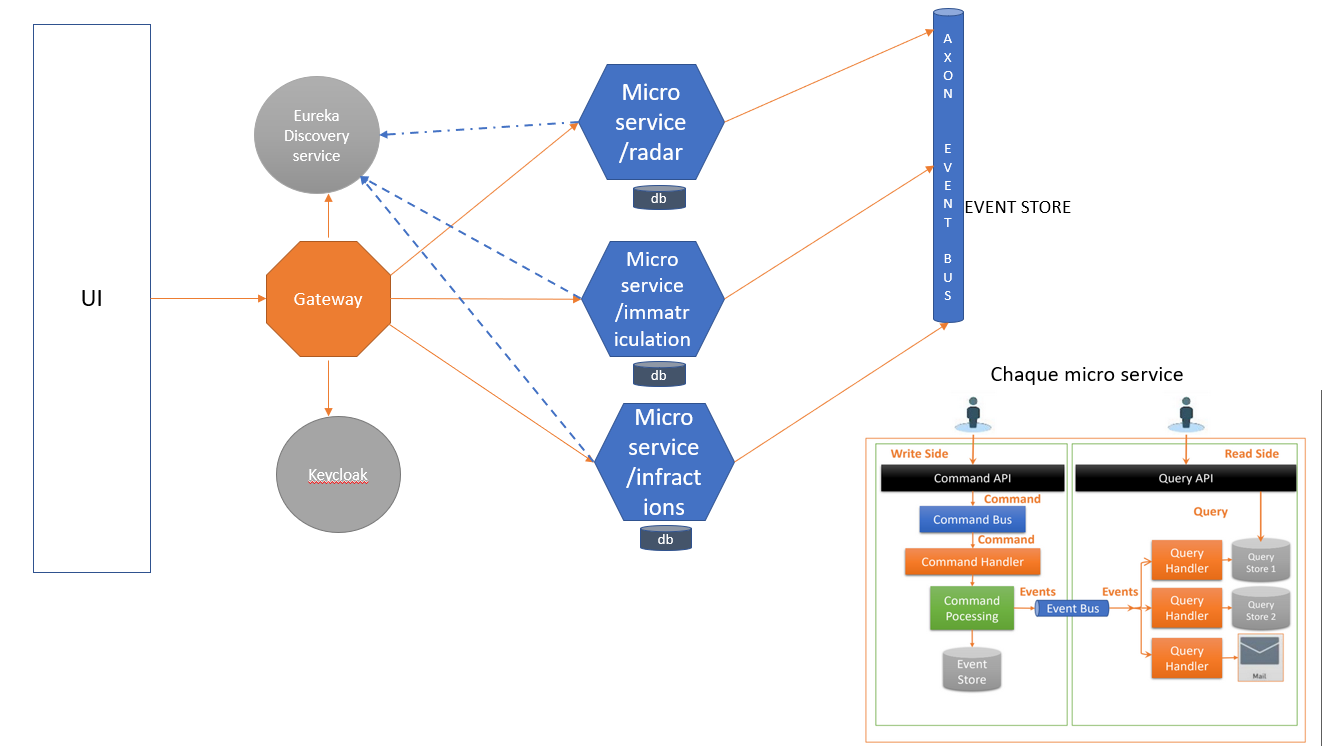 UI
Eureka
Discovery
service
Gateway
Keycloak
Micro
service
/radar
db
Micro
service
/immatr
iculation
db
Micro
service
/infract
ions
db
A
X
O
N
E
V
E
N
T
B
U
S
EVENT STORE
Chaque micro service
Write Side
Read Side
Command API
Query API
Command
Query
Command Bus
Command
Command Handler
Command
Pocessing
Events
Event Bus
Events
Event
Store
Query
Handler
Query
Store 1
Query
Handler
Query
Store 2
Query
Handler
Mail